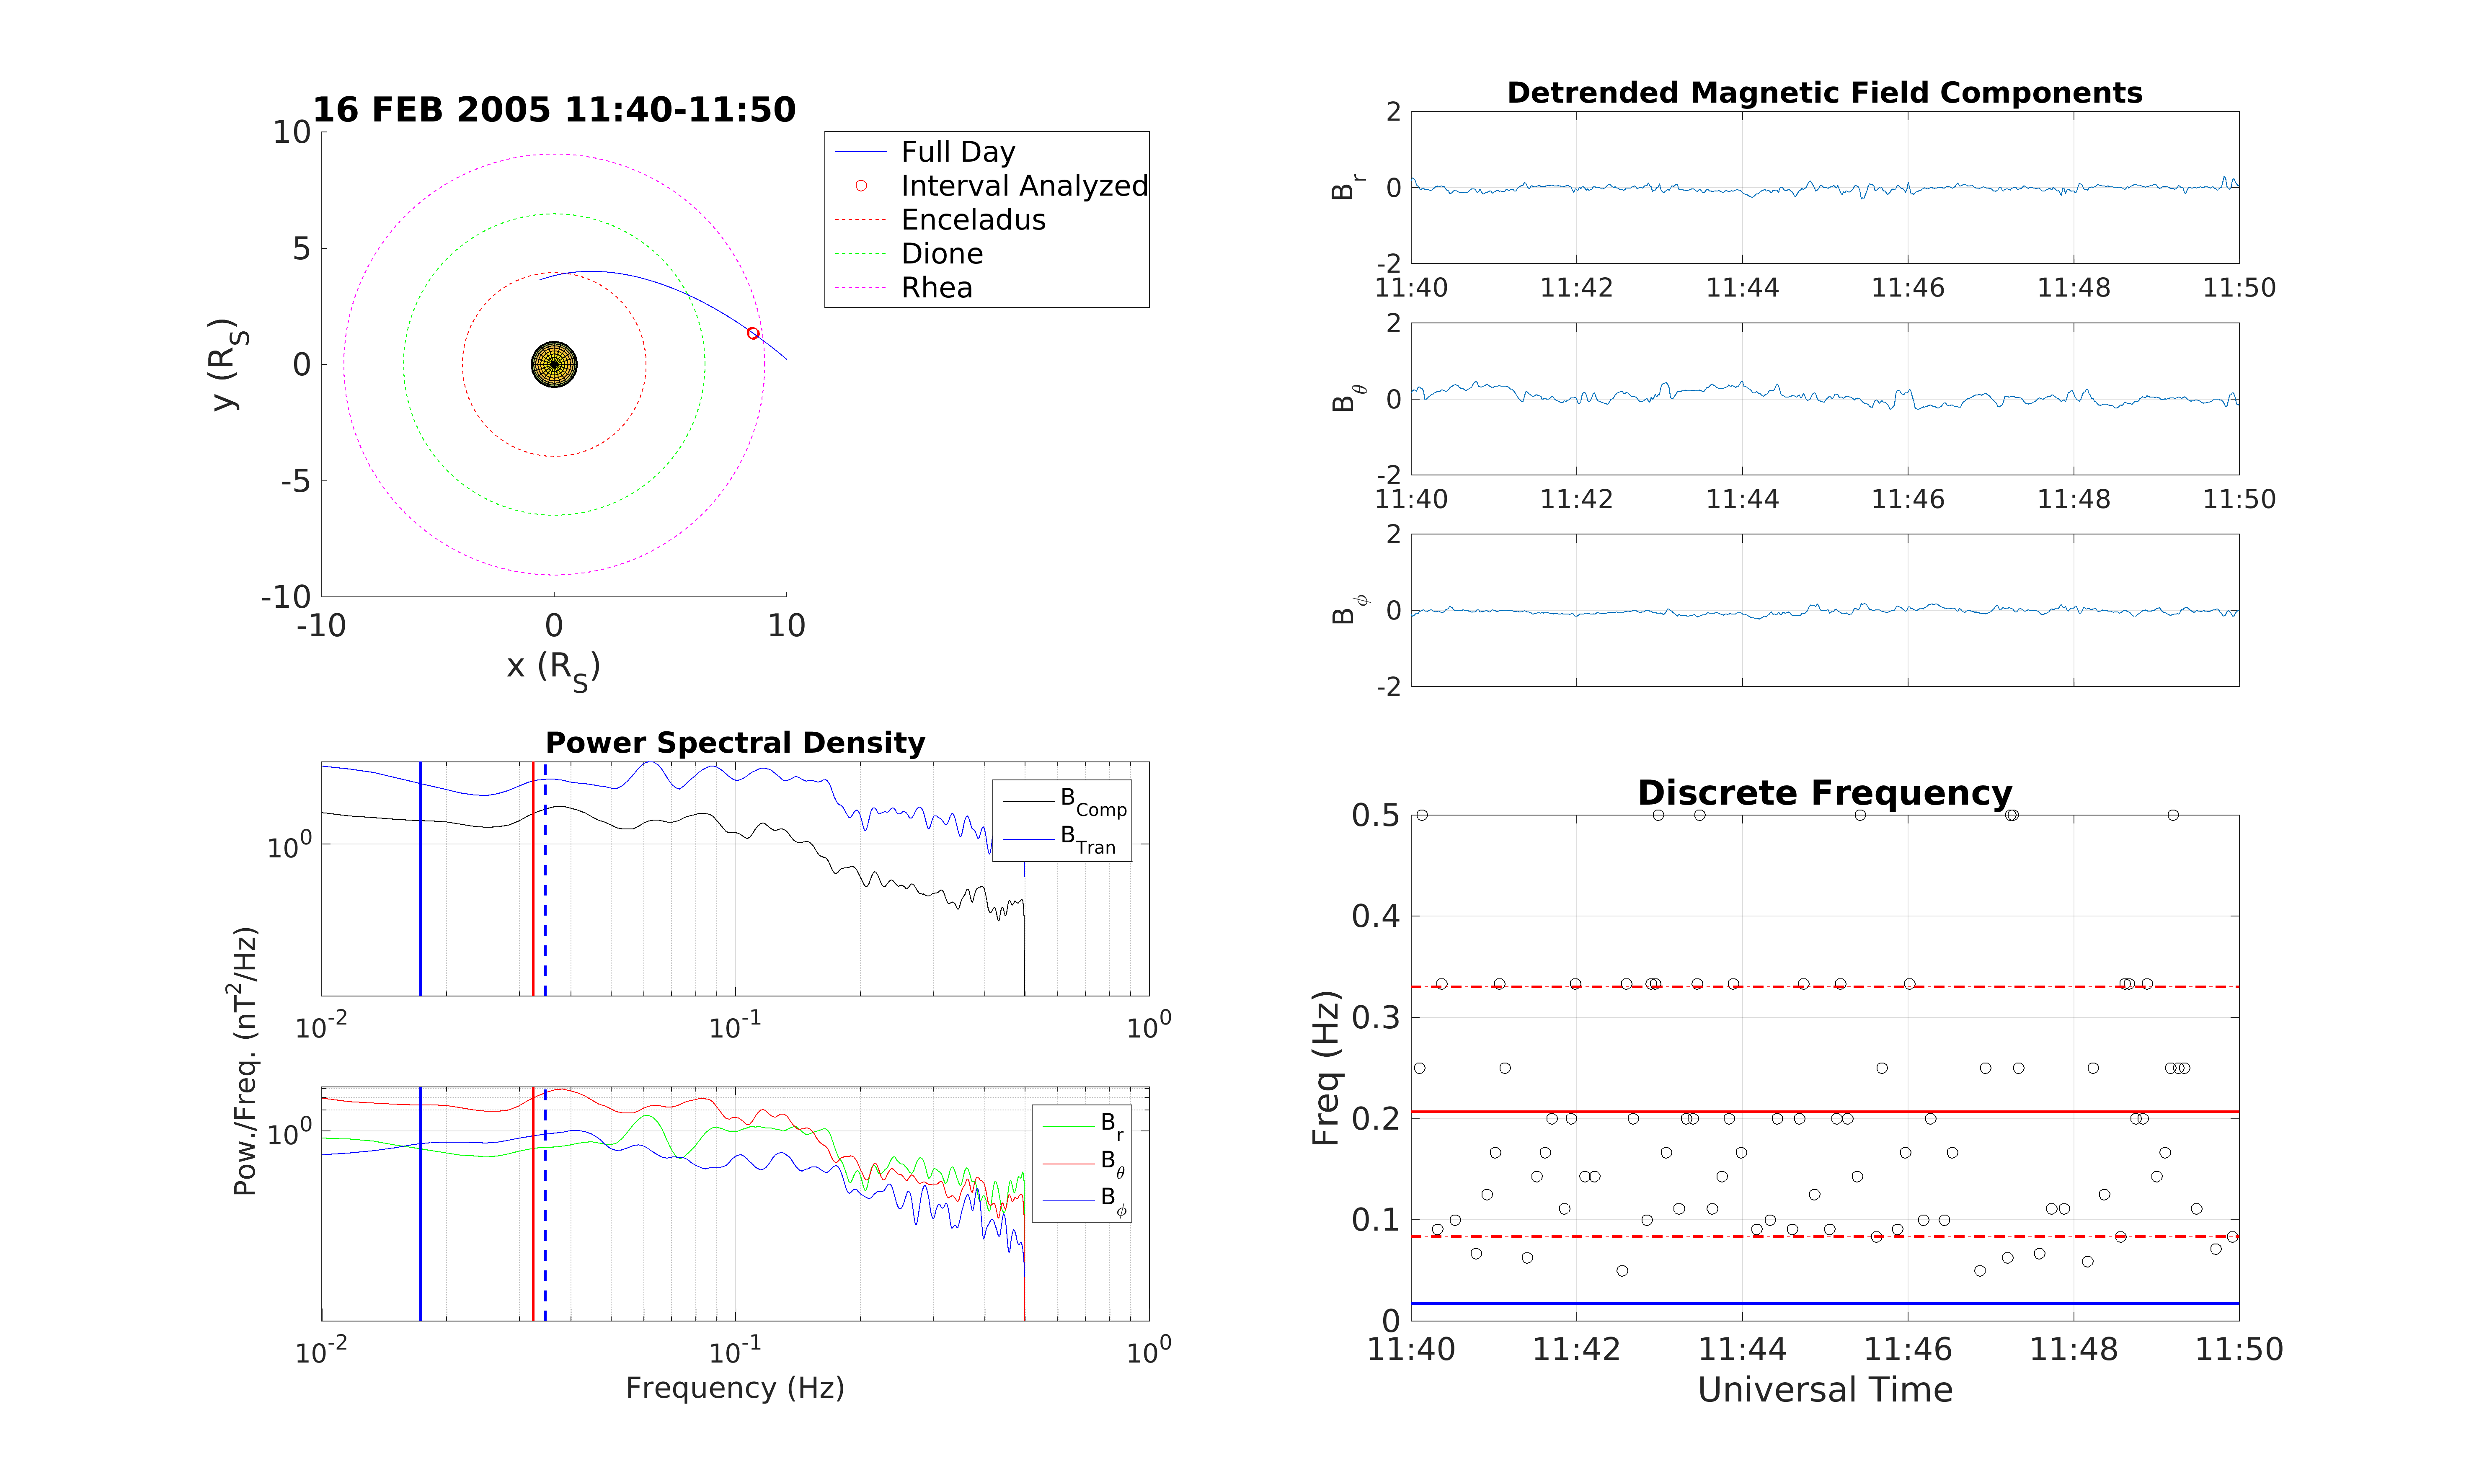 16 FEB 2005 11:40-11:50
10
5
0
-5
-10
y (R_S)
-10
0
10
x (R_S)
Full Day
Interval Analyzed
Enceladus
Dione
Rhea
Detrended Magnetic Field Components
2
0
-2
B_r
11:40
11:42
11:44
11:46
11:48
11:50
2
0
-2
B_θ
11:40
11:42
11:44
11:46
11:48
11:50
2
0
-2
B_ϕ
Power Spectral Density
10^0
B_Comp
B_Tran
10^-2
10^-1
10^0
Pow./Freq. (nT^2/Hz)
10^0
B_r
B_θ
B_ϕ
10^-2
10^-1
10^0
Frequency (Hz)
Discrete Frequency
0.5
0.4
0.3
0.2
0.1
0
Freq (Hz)
11:40
11:42
11:44
11:46
11:48
11:50
Universal Time